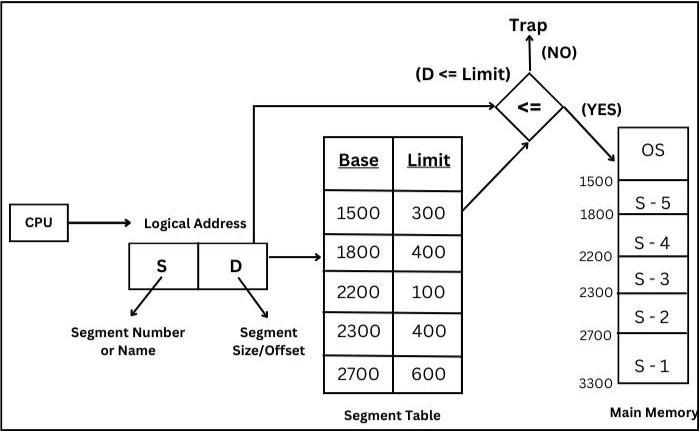 Trap
(NO)
(D <= Limit)
<=
(YES)
Base Limit
1500 300
1800 400
2200 100
2300 400
2700 600
Segment Table
CPU
Logical Address
S D
Segment Number
or Name
Segment
Size/Offset
OS
1500
S - 5
1800
S - 4
2200
S - 3
2300
S - 2
2700
S - 1
3300
Main Memory